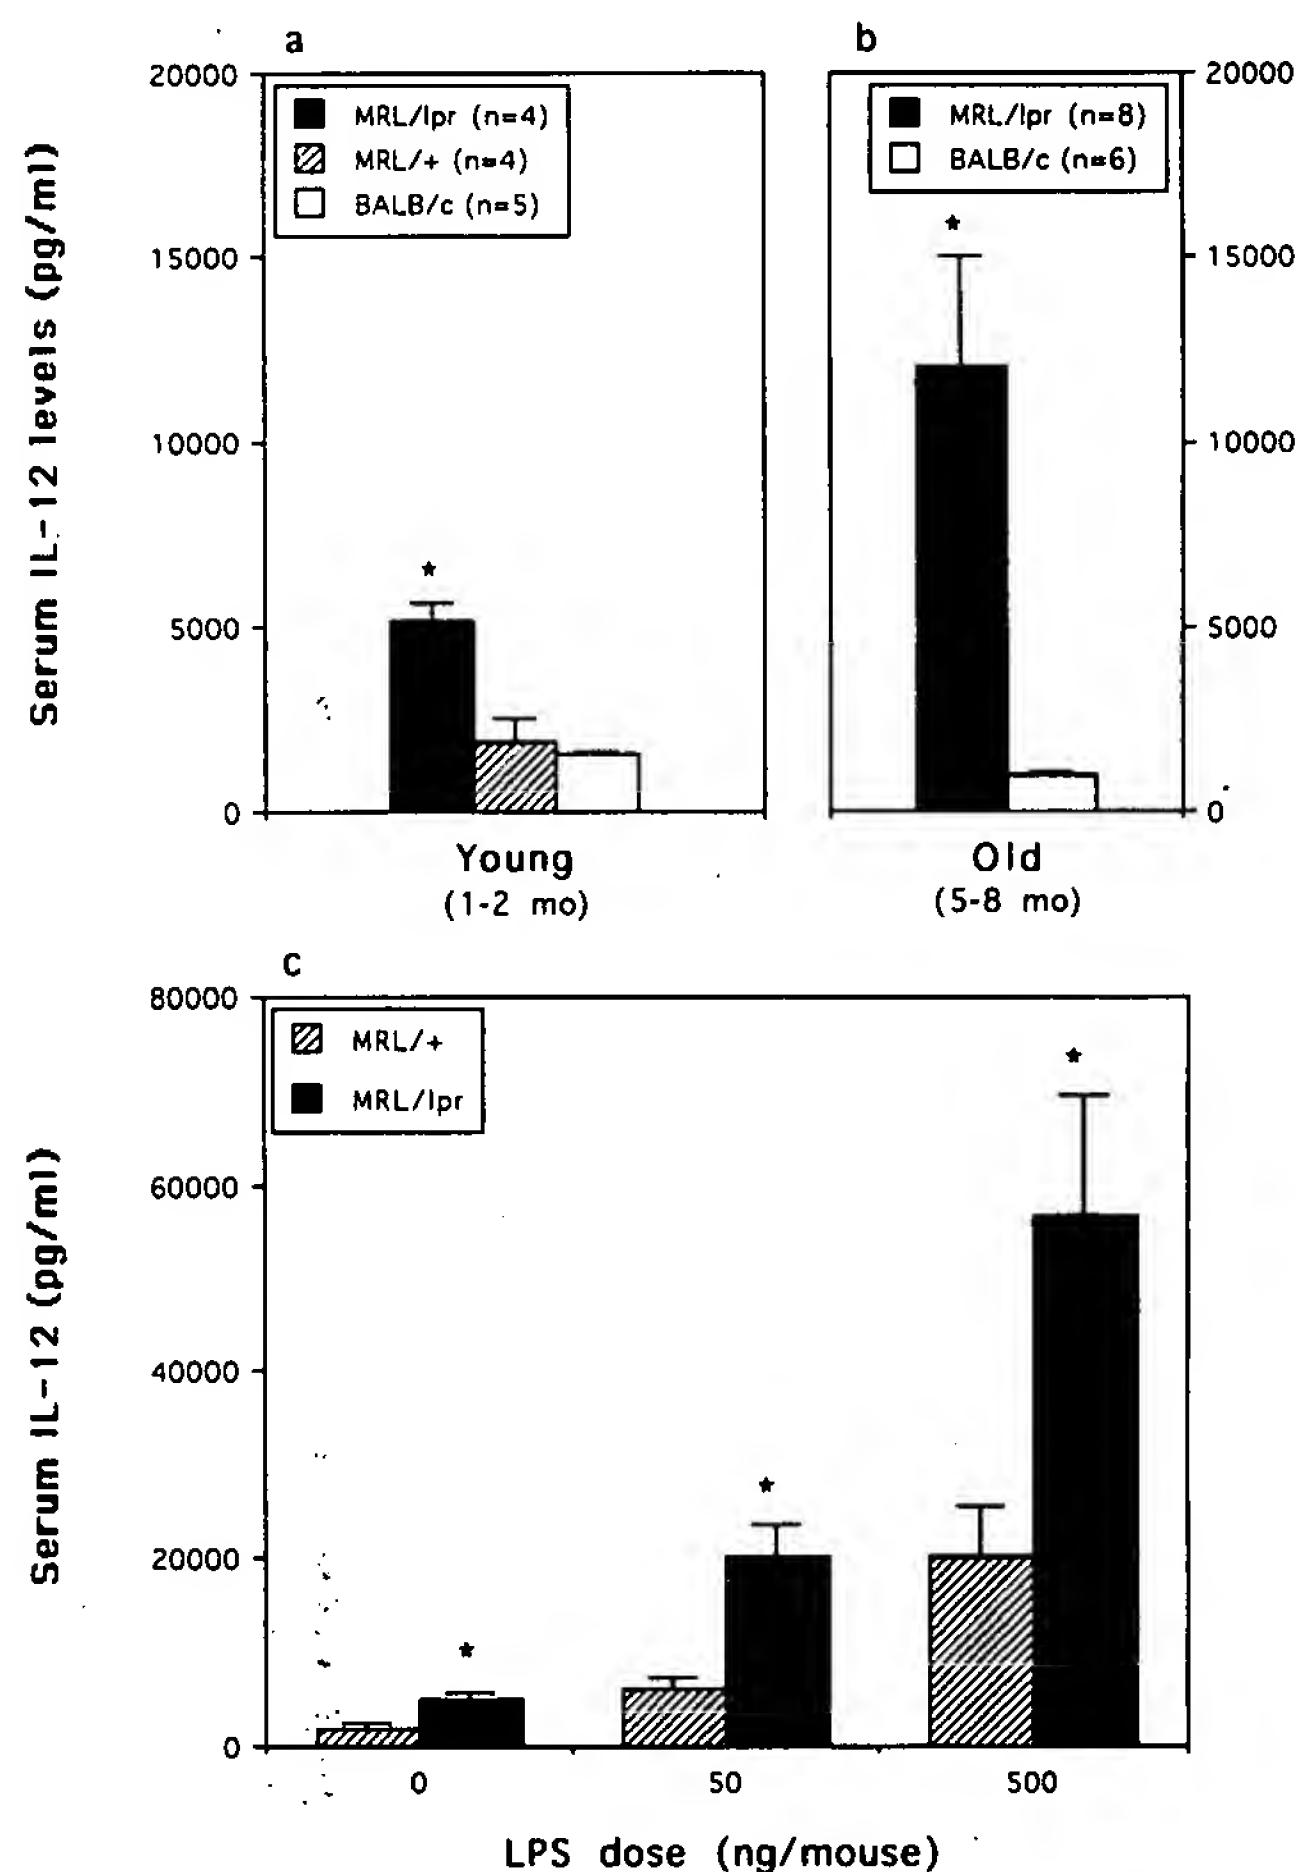 a
Serum IL-12 levels (pg/ml)
20000
15000
10000
5000
0
MRL/lpr (n=4)
MRL/+ (n=4)
BALB/c (n=5)
*
Young
(1-2 mo)
b
MRL/lpr (n=8)
BALB/c (n=6)
*
20000
15000
10000
5000
0
Old
(5-8 mo)
c
Serum IL-12 (pg/ml)
80000
60000
40000
20000
0
MRL/+
MRL/lpr
*
*
*
0 50 500
LPS dose (ng/mouse)